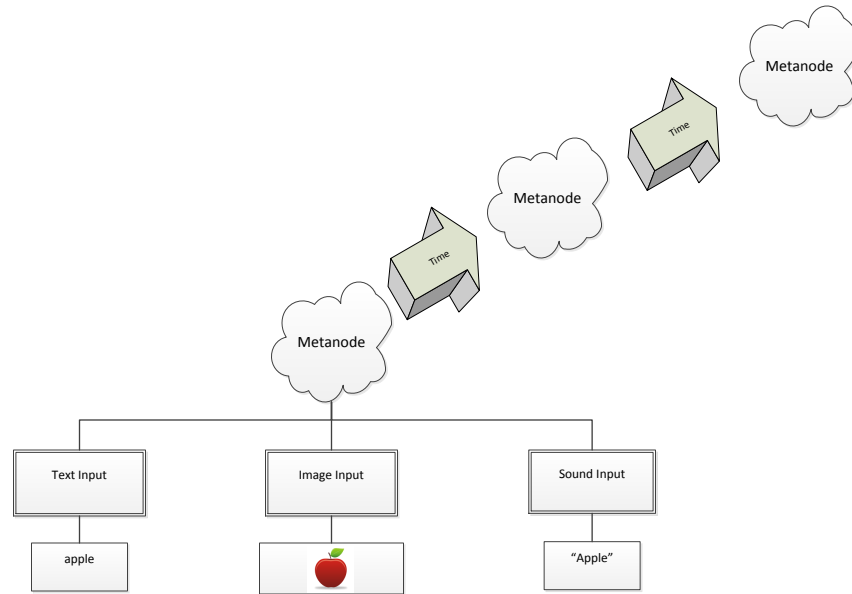 Metanode
Time
Metanode
Time
Metanode
Text Input
Image Input
Sound Input
apple
“Apple”